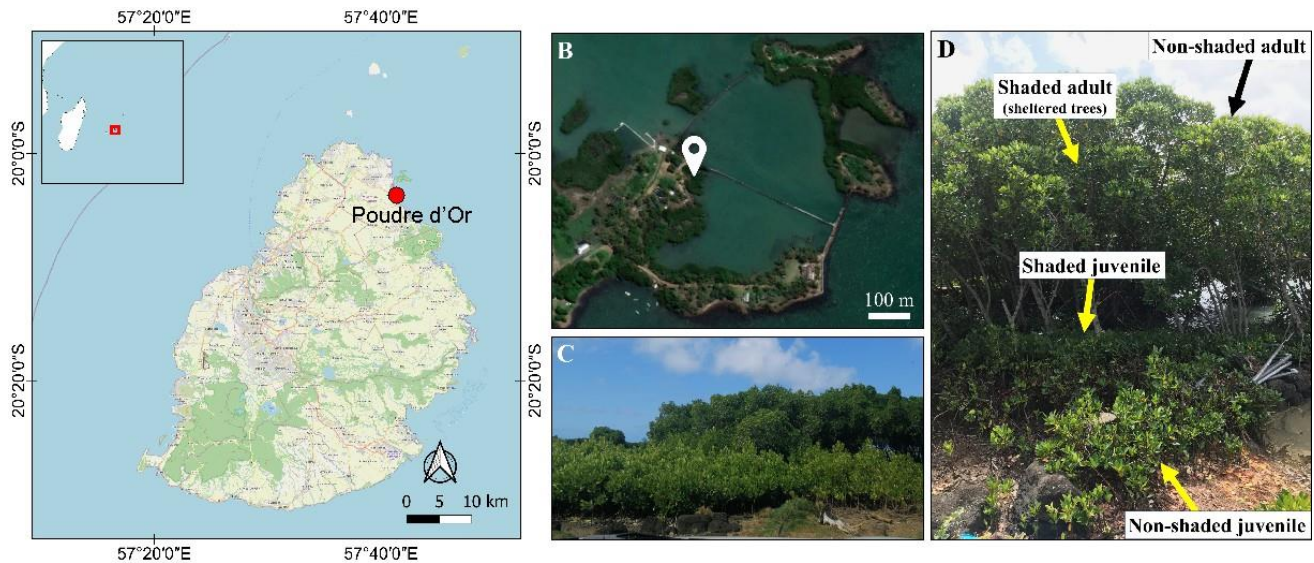 57°20'0"E
57°40'0"E
20°0'0"S
20°20'0"S
Poudre d'Or
0 5 10 km
57°20'0"E
57°40'0"E
20°0'0"S
20°20'0"S
B
100 m
C
D
Non-shaded adult
Shaded adult
(sheltered trees)
Shaded juvenile
Non-shaded juvenile